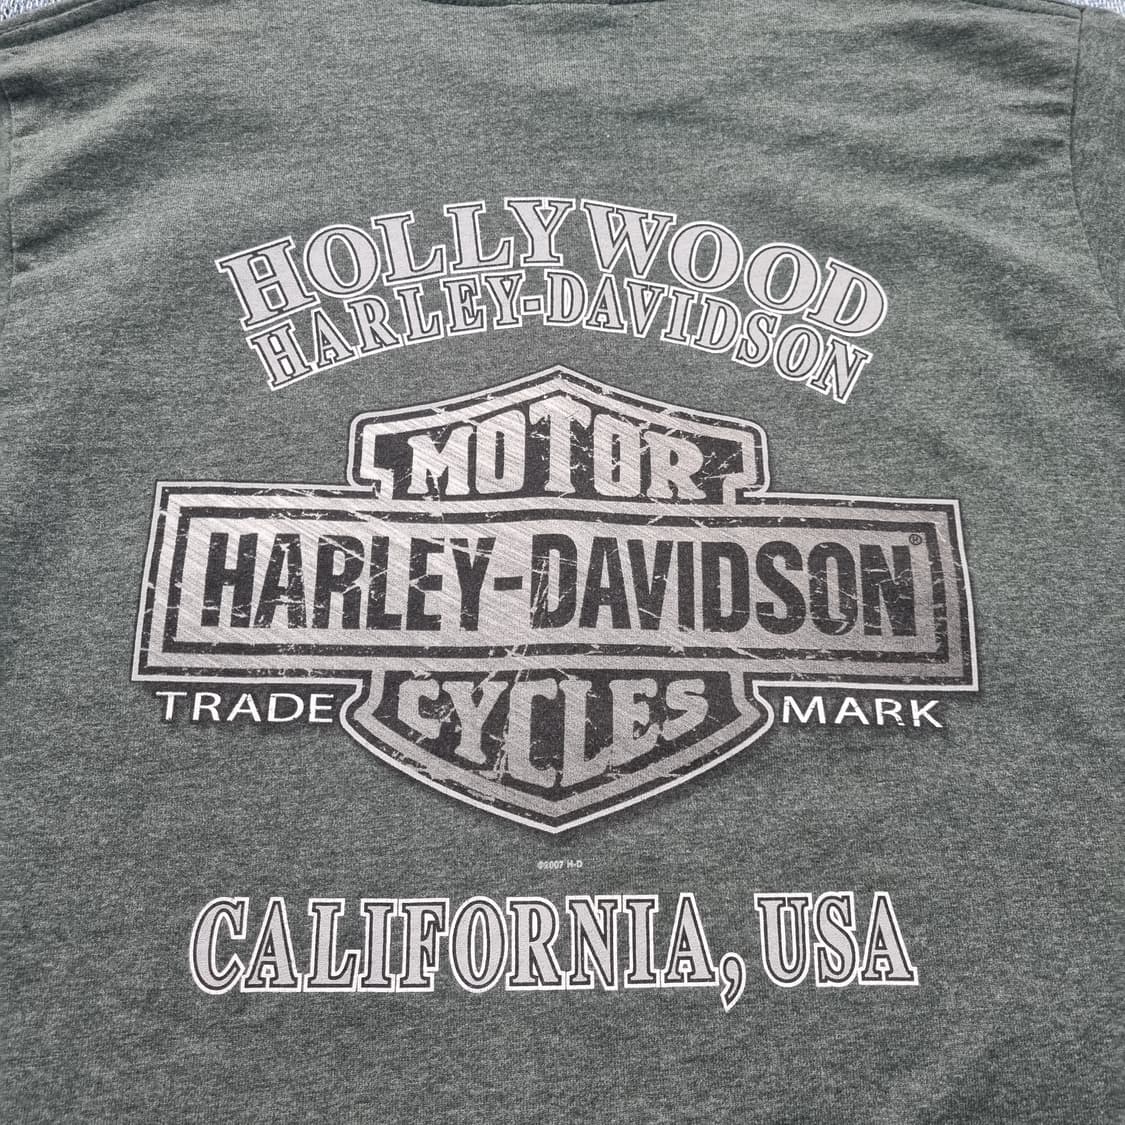 HOLLYWOOD
HARLEY-DAVIDSON
MOTOR
HARLEY-DAVIDSON®
CYCLES
TRADE MARK
©2007 H-D
CALIFORNIA, USA